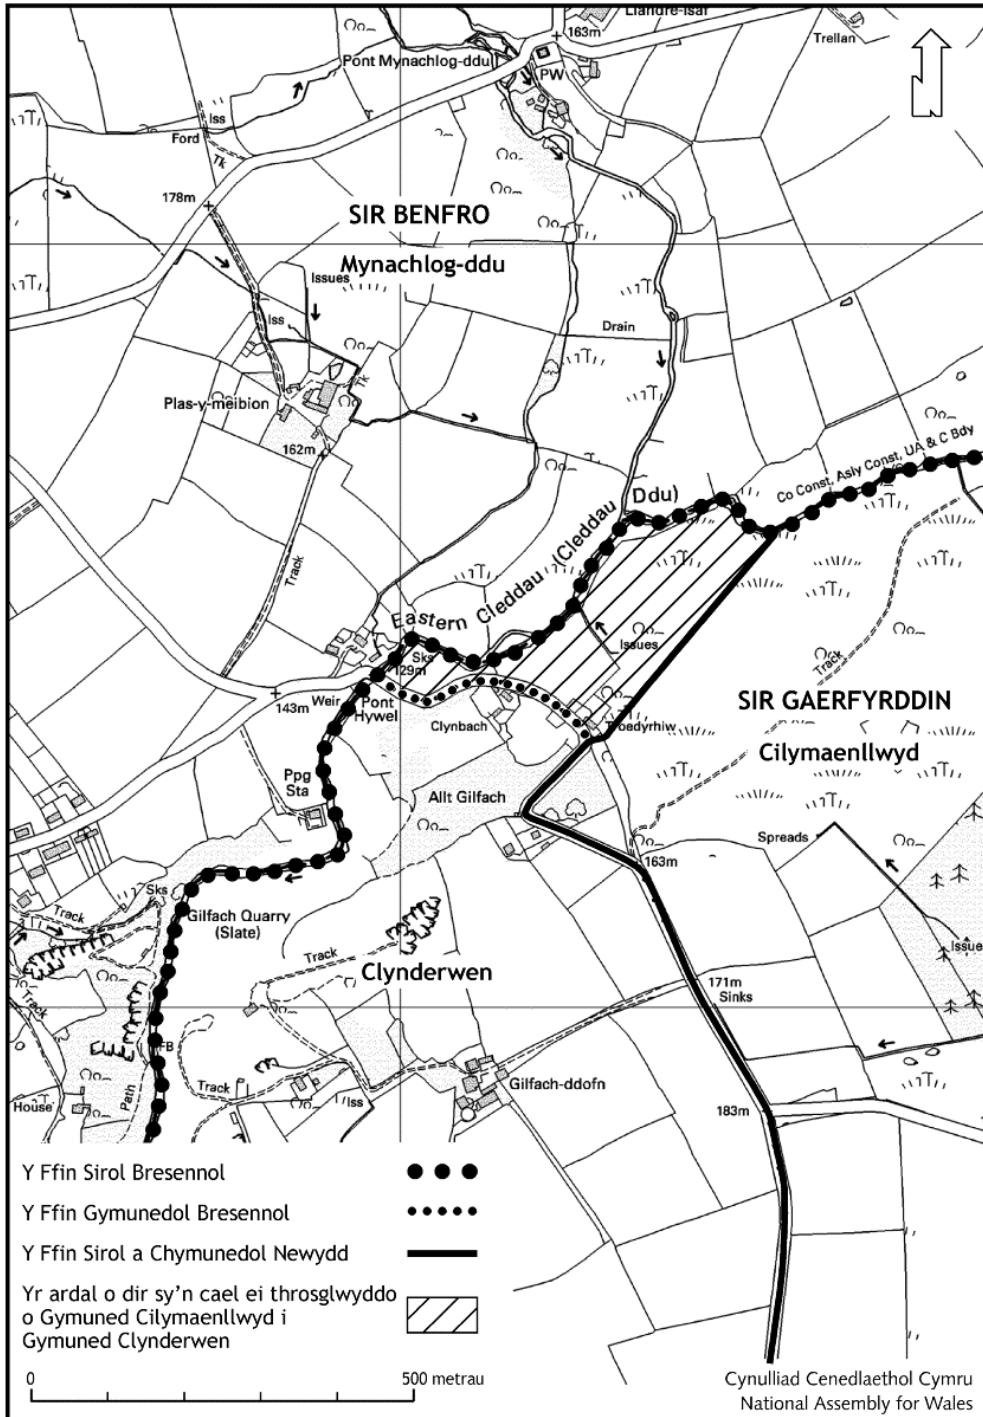 Llandre-Isaf
163m
Trellan
Pont Mynachlog-ddu
PW
Iss
Ford
Tk
178m
SIR BENFRO
Mynachlog-ddu
Issues
Iss
Drain
Tk
Plas-y-meibion
162m
Co Const, Asly Const, UA & C Bdy
Track
Eastern Cleddau (Cleddau Ddu)
Issues
Sks
129m
Track
SIR GAERFYRDDIN
Cilymaenllwyd
143m
Weir
Pont
Hywel
Clynbach
Troedyrhiw
Ppg
Sta
Allt Gilfach
Spreads
163m
Sks
Track
Gilfach Quarry
(Slate)
Track
Issue
Clynderwen
171m
Sinks
Track
FB
Path
Track
Iss
Gilfach-ddofn
House
183m
Y Ffin Sirol Bresennol
Y Ffin Gymunedol Bresennol
Y Ffin Sirol a Chymunedol Newydd
Yr ardal o dir sy'n cael ei throsglwyddo
o Gymuned Cilymaenllwyd i
Gymuned Clynderwen
0
500 metrau
Cynulliad Cenedlaethol Cymru
National Assembly for Wales